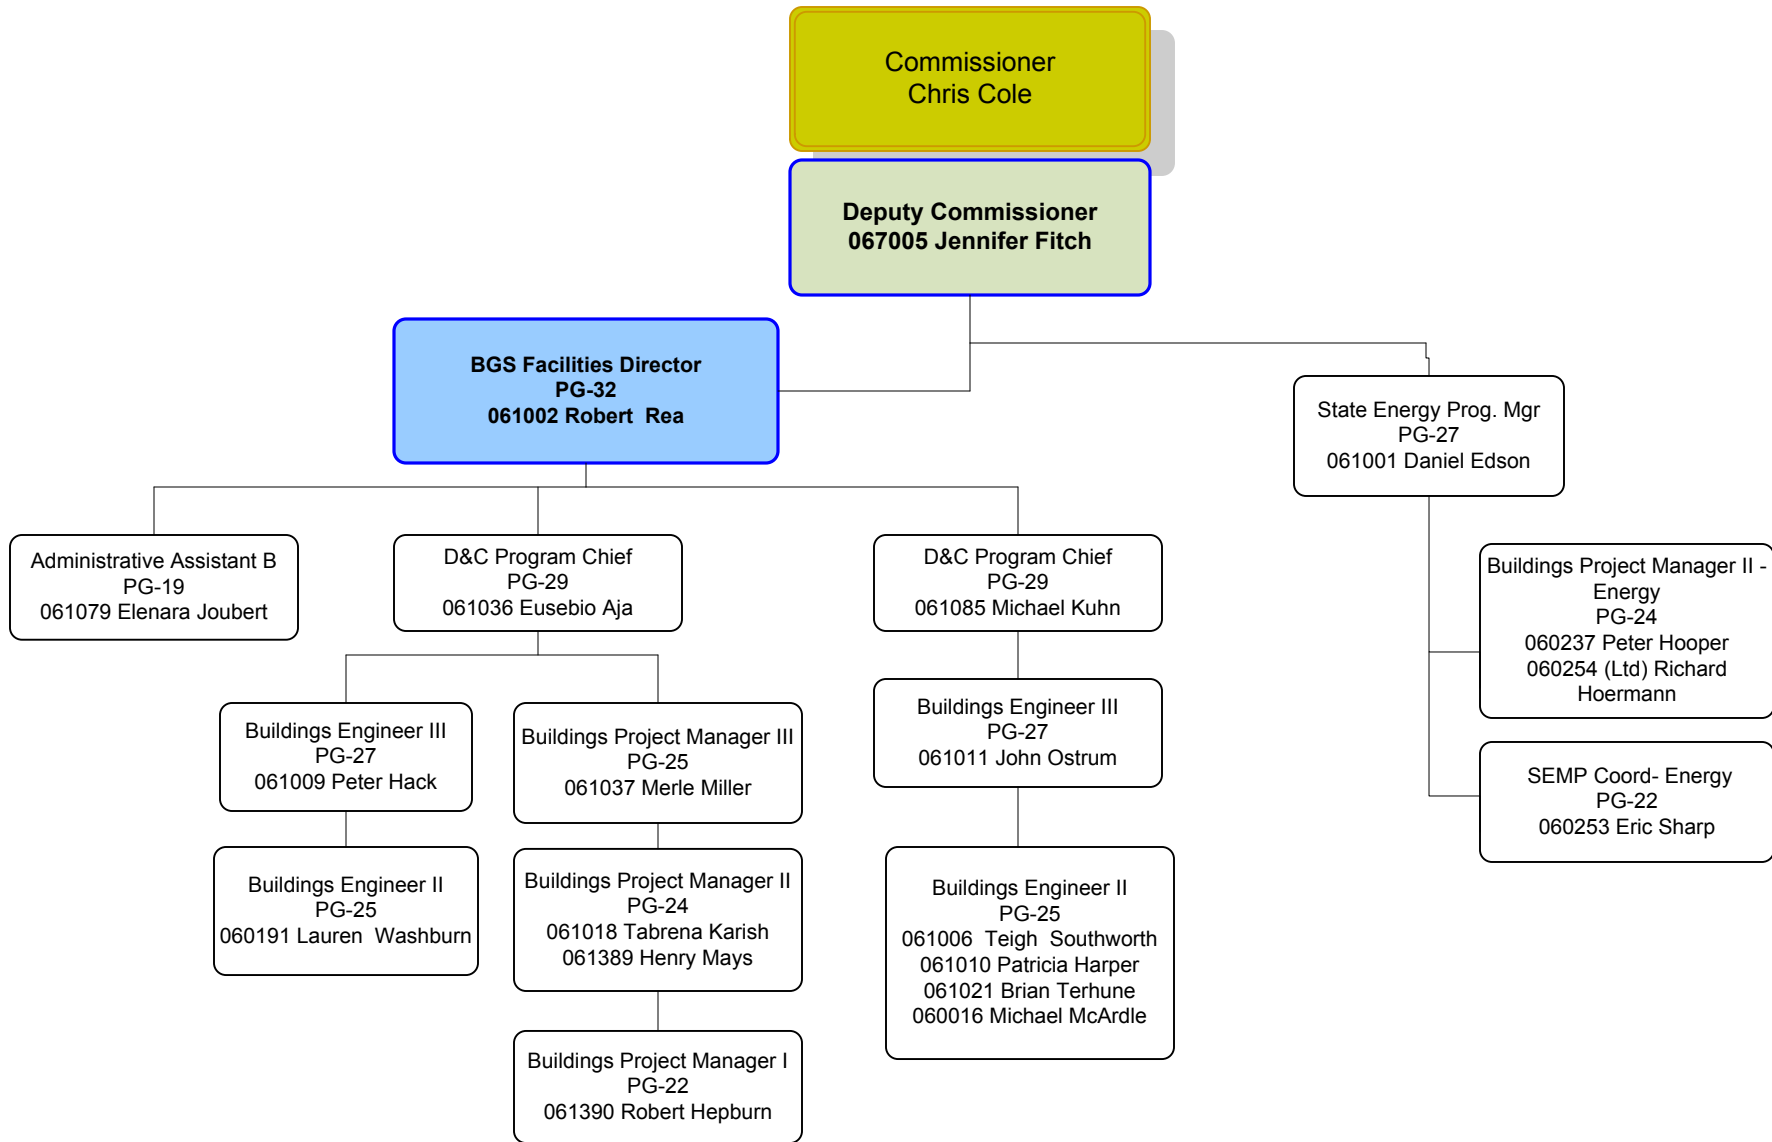 Commissioner
Chris Cole
Deputy Commissioner
067005 Jennifer Fitch
BGS Facilities Director
PG-32
061002 Robert  Rea
State Energy Prog. Mgr
PG-27
061001 Daniel Edson
Administrative Assistant B
PG-19
061079 Elenara Joubert
D&C Program Chief
PG-29
061036 Eusebio Aja
D&C Program Chief
PG-29
061085 Michael Kuhn
Buildings Project Manager II -
Energy
PG-24
060237 Peter Hooper
060254 (Ltd) Richard
Hoermann
Buildings Engineer III
PG-27
061009 Peter Hack
Buildings Project Manager III
PG-25
061037 Merle Miller
Buildings Engineer III
PG-27
061011 John Ostrum
SEMP Coord- Energy
PG-22
060253 Eric Sharp
Buildings Engineer II
PG-25
060191 Lauren  Washburn
Buildings Project Manager II
PG-24
061018 Tabrena Karish
061389 Henry Mays
Buildings Engineer II
PG-25
061006  Teigh  Southworth
061010 Patricia Harper
061021 Brian Terhune
060016 Michael McArdle
Buildings Project Manager I
PG-22
061390 Robert Hepburn